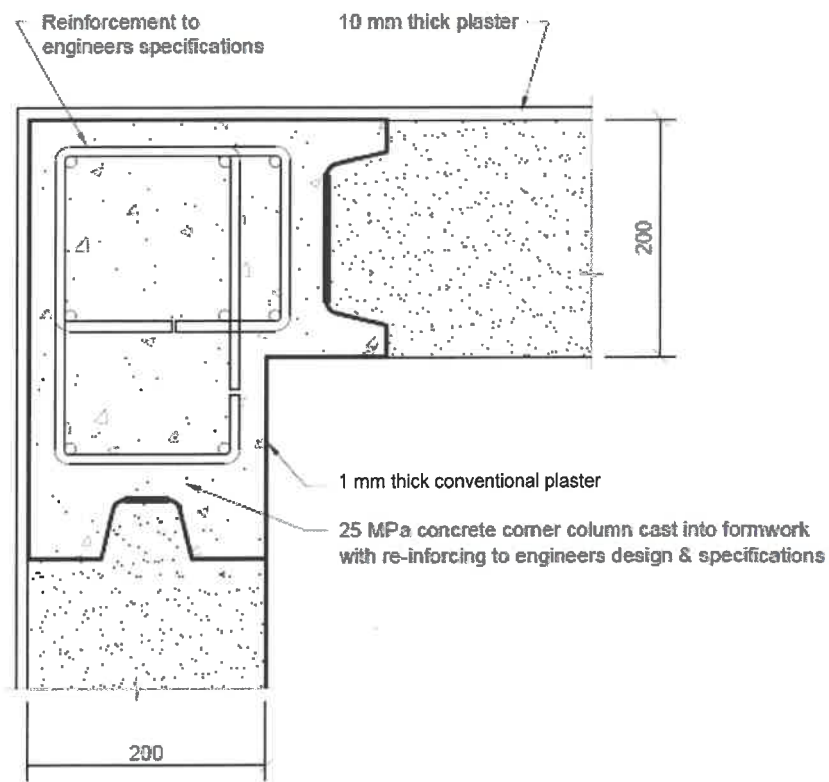 Reinforcement to
engineers specifications
10 mm thick plaster
200
1 mm thick conventional plaster
25 MPa concrete corner column cast into formwork
with re-inforcing to engineers design & specifications
200